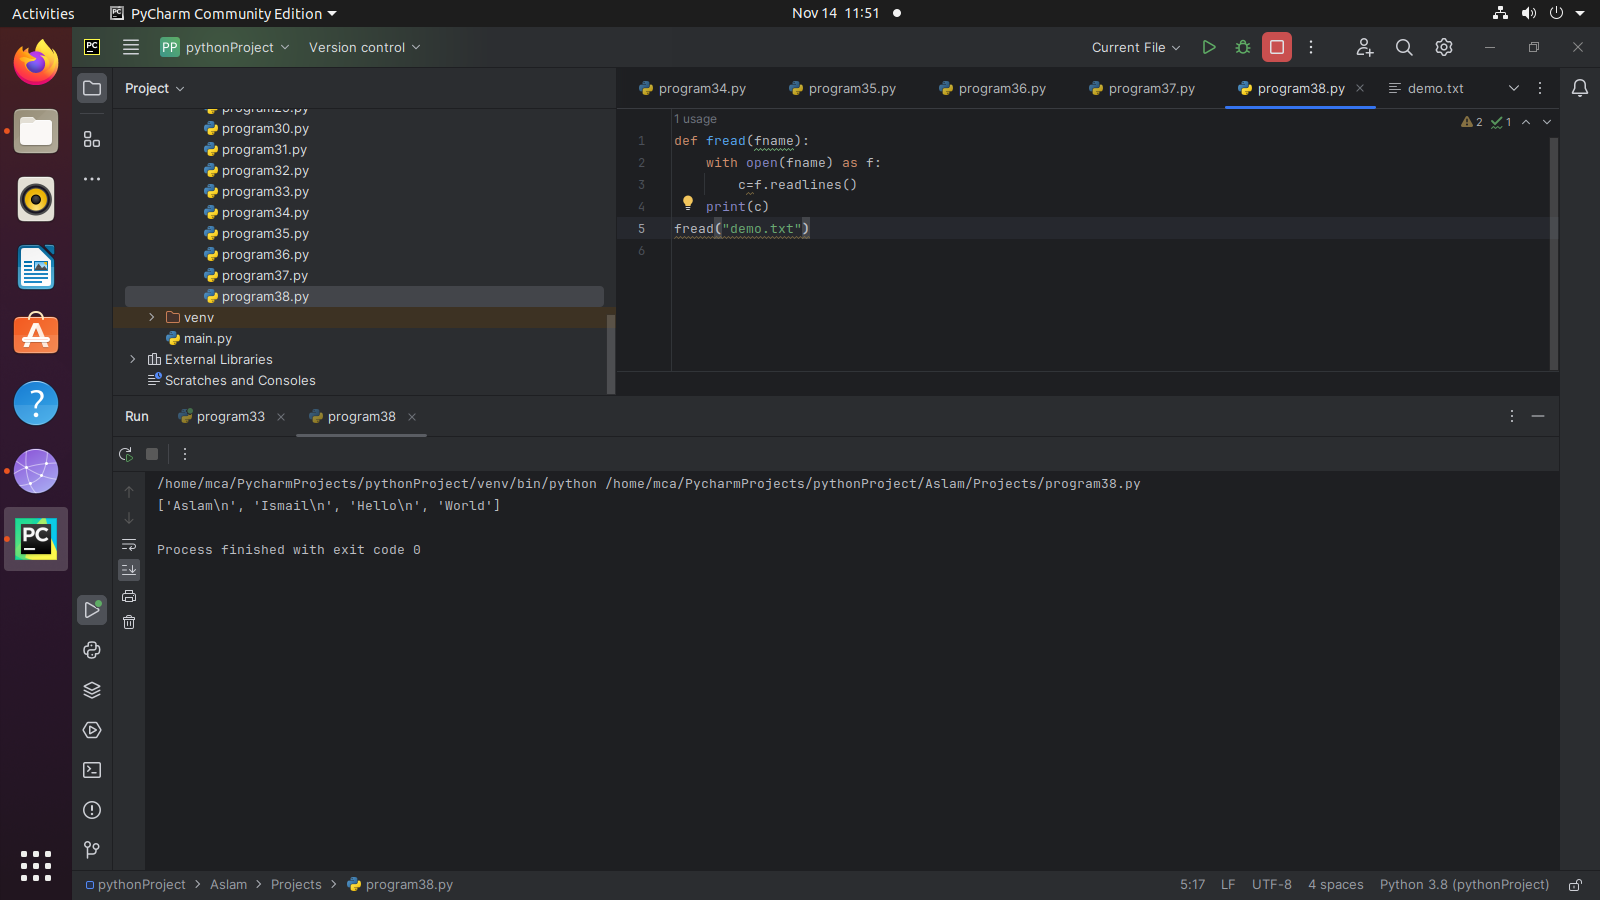 Activities PyCharm Community Edition Nov 14 11:51
PC PP pythonProject Version control Current File
Project program34.py program35.py program36.py program37.py program38.py demo.txt
program30.py
program31.py
program32.py
program33.py
program34.py
program35.py
program36.py
program37.py
program38.py
venv
main.py
External Libraries
Scratches and Consoles
1 usage
2 1
1 def fread(fname):
2 with open(fname) as f:
3 c=f.readlines()
4 print(c)
5 fread("demo.txt")
6
Run program33 program38
/home/mca/PycharmProjects/pythonProject/venv/bin/python /home/mca/PycharmProjects/pythonProject/Aslam/Projects/program38.py
['Aslam\n', 'Ismail\n', 'Hello\n', 'World']
Process finished with exit code 0
PC
pythonProject > Aslam > Projects > program38.py 5:17 LF UTF-8 4 spaces Python 3.8 (pythonProject)